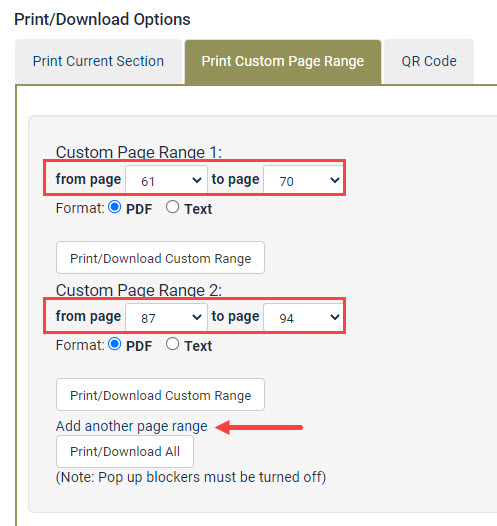 Print/Download Options
Print Current Section Print Custom Page Range QR Code
Custom Page Range 1:
from page 61 to page 70
Format: PDF Text
Print/Download Custom Range
Custom Page Range 2:
from page 87 to page 94
Format: PDF Text
Print/Download Custom Range
Add another page range
Print/Download All
(Note: Pop up blockers must be turned off)